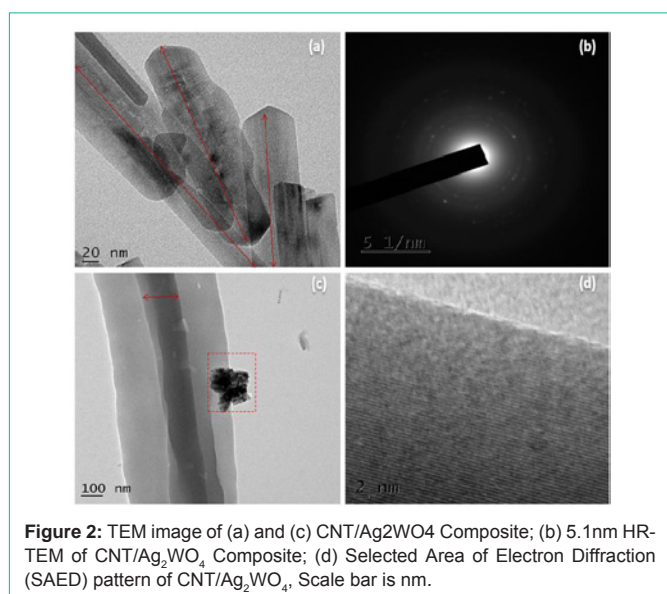 (a)
(b)
20 nm
5 1/nm
(c)
(d)
100 nm
2 nm
Figure 2: TEM image of (a) and (c) CNT/Ag2WO4 Composite; (b) 5.1nm HR-
TEM of CNT/Ag₂WO₄ Composite; (d) Selected Area of Electron Diffraction
(SAED) pattern of CNT/Ag₂WO₄, Scale bar is nm.